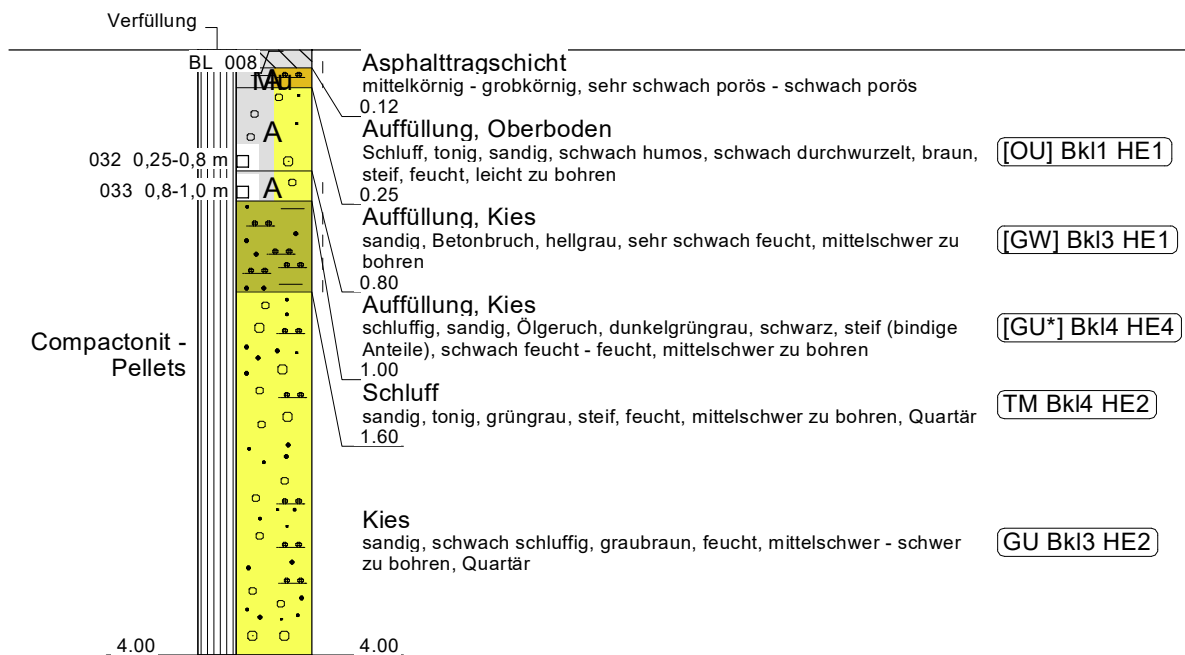 Verfüllung
BL 008
Asphalttragschicht
mittelkörnig - grobkörnig, sehr schwach porös - schwach porös
0.12
Mu
A
Auffüllung, Oberboden
Schluff, tonig, sandig, schwach humos, schwach durchwurzelt, braun,
steif, feucht, leicht zu bohren
0.25
[OU] Bkl1 HE1
A
032 0,25-0,8 m
033 0,8-1,0 m
A
Auffüllung, Kies
sandig, Betonbruch, hellgrau, sehr schwach feucht, mittelschwer zu
bohren
0.80
[GW] Bkl3 HE1
Auffüllung, Kies
schluffig, sandig, Ölgeruch, dunkelgrüngrau, schwarz, steif (bindige
Anteile), schwach feucht - feucht, mittelschwer zu bohren
1.00
[GU*] Bkl4 HE4
Compactonit -
Pellets
Schluff
sandig, tonig, grüngrau, steif, feucht, mittelschwer zu bohren, Quartär
1.60
TM Bkl4 HE2
Kies
sandig, schwach schluffig, graubraun, feucht, mittelschwer - schwer
zu bohren, Quartär
GU Bkl3 HE2
4.00
4.00